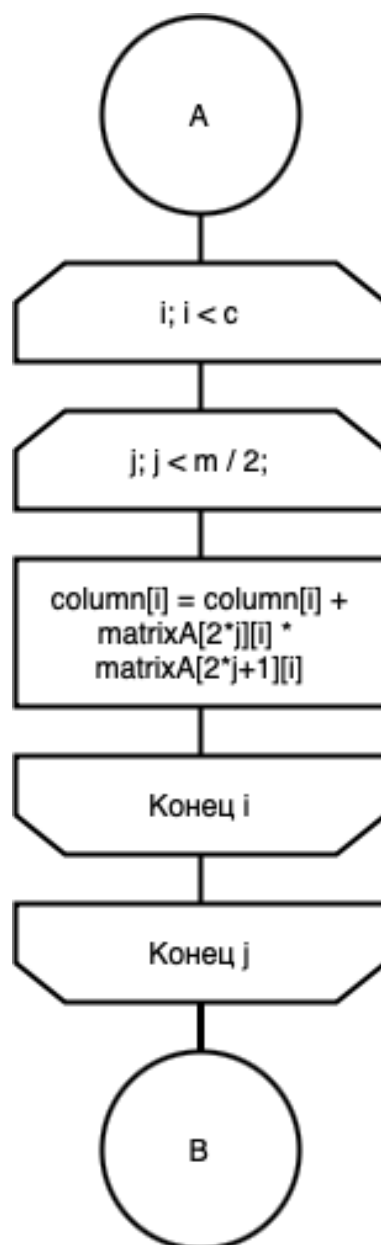 A
i; i < c
j; j < m / 2;
column[i] = column[i] +
matrixA[2*j][i] *
matrixA[2*j+1][i]
Конец i
Конец j
B